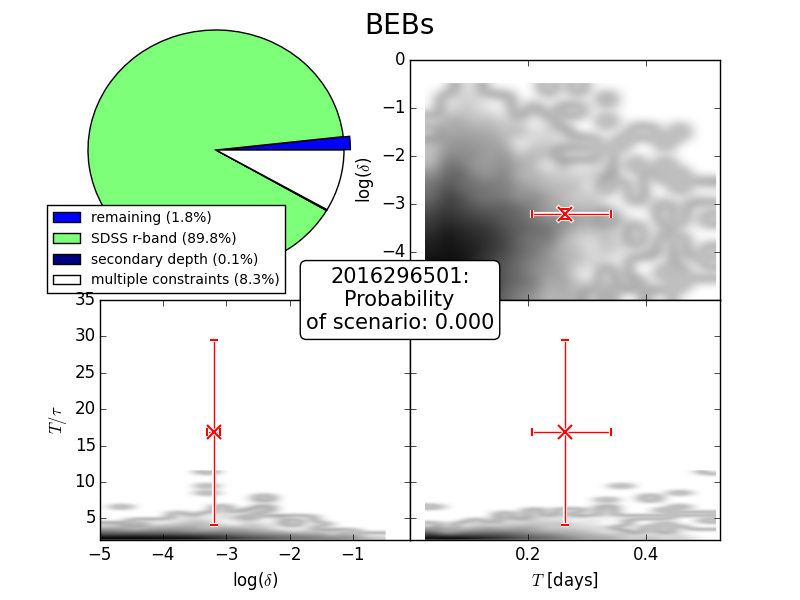 BEBs
remaining (1.8%)
SDSS r-band (89.8%)
secondary depth (0.1%)
multiple constraints (8.3%)
0
−1
−2
−3
−4
log(δ)
2016296501:
Probability
of scenario: 0.000
35
30
25
20
15
10
5
T/τ
−5 −4 −3 −2 −1
log(δ)
0.2 0.4
T [days]